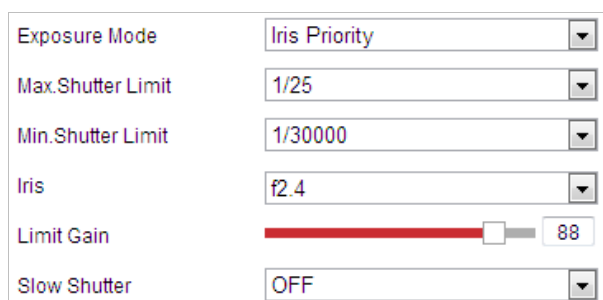 Exposure Mode Iris Priority
Max.Shutter Limit 1/25
Min.Shutter Limit 1/30000
Iris f2.4
Limit Gain 88
Slow Shutter OFF